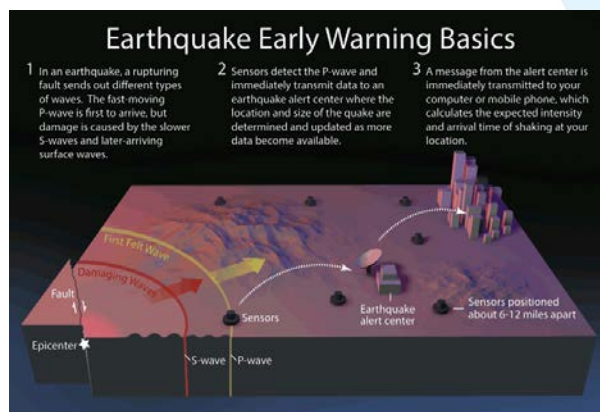 Earthquake Early Warning Basics
1 In an earthquake, a rupturing
fault sends out different types
of waves. The fast-moving
P-wave is first to arrive, but
damage is caused by the slower
S-waves and later-arriving
surface waves.
2 Sensors detect the P-wave and
immediately transmit data to an
earthquake alert center where the
location and size of the quake are
determined and updated as more
data become available.
3 A message from the alert center is
immediately transmitted to your
computer or mobile phone, which
calculates the expected intensity
and arrival time of shaking at your
location.
First Felt Wave
Damaging Waves
Fault
Epicenter
S-wave
P-wave
Sensors
Earthquake
alert center
Sensors positioned
about 6-12 miles apart